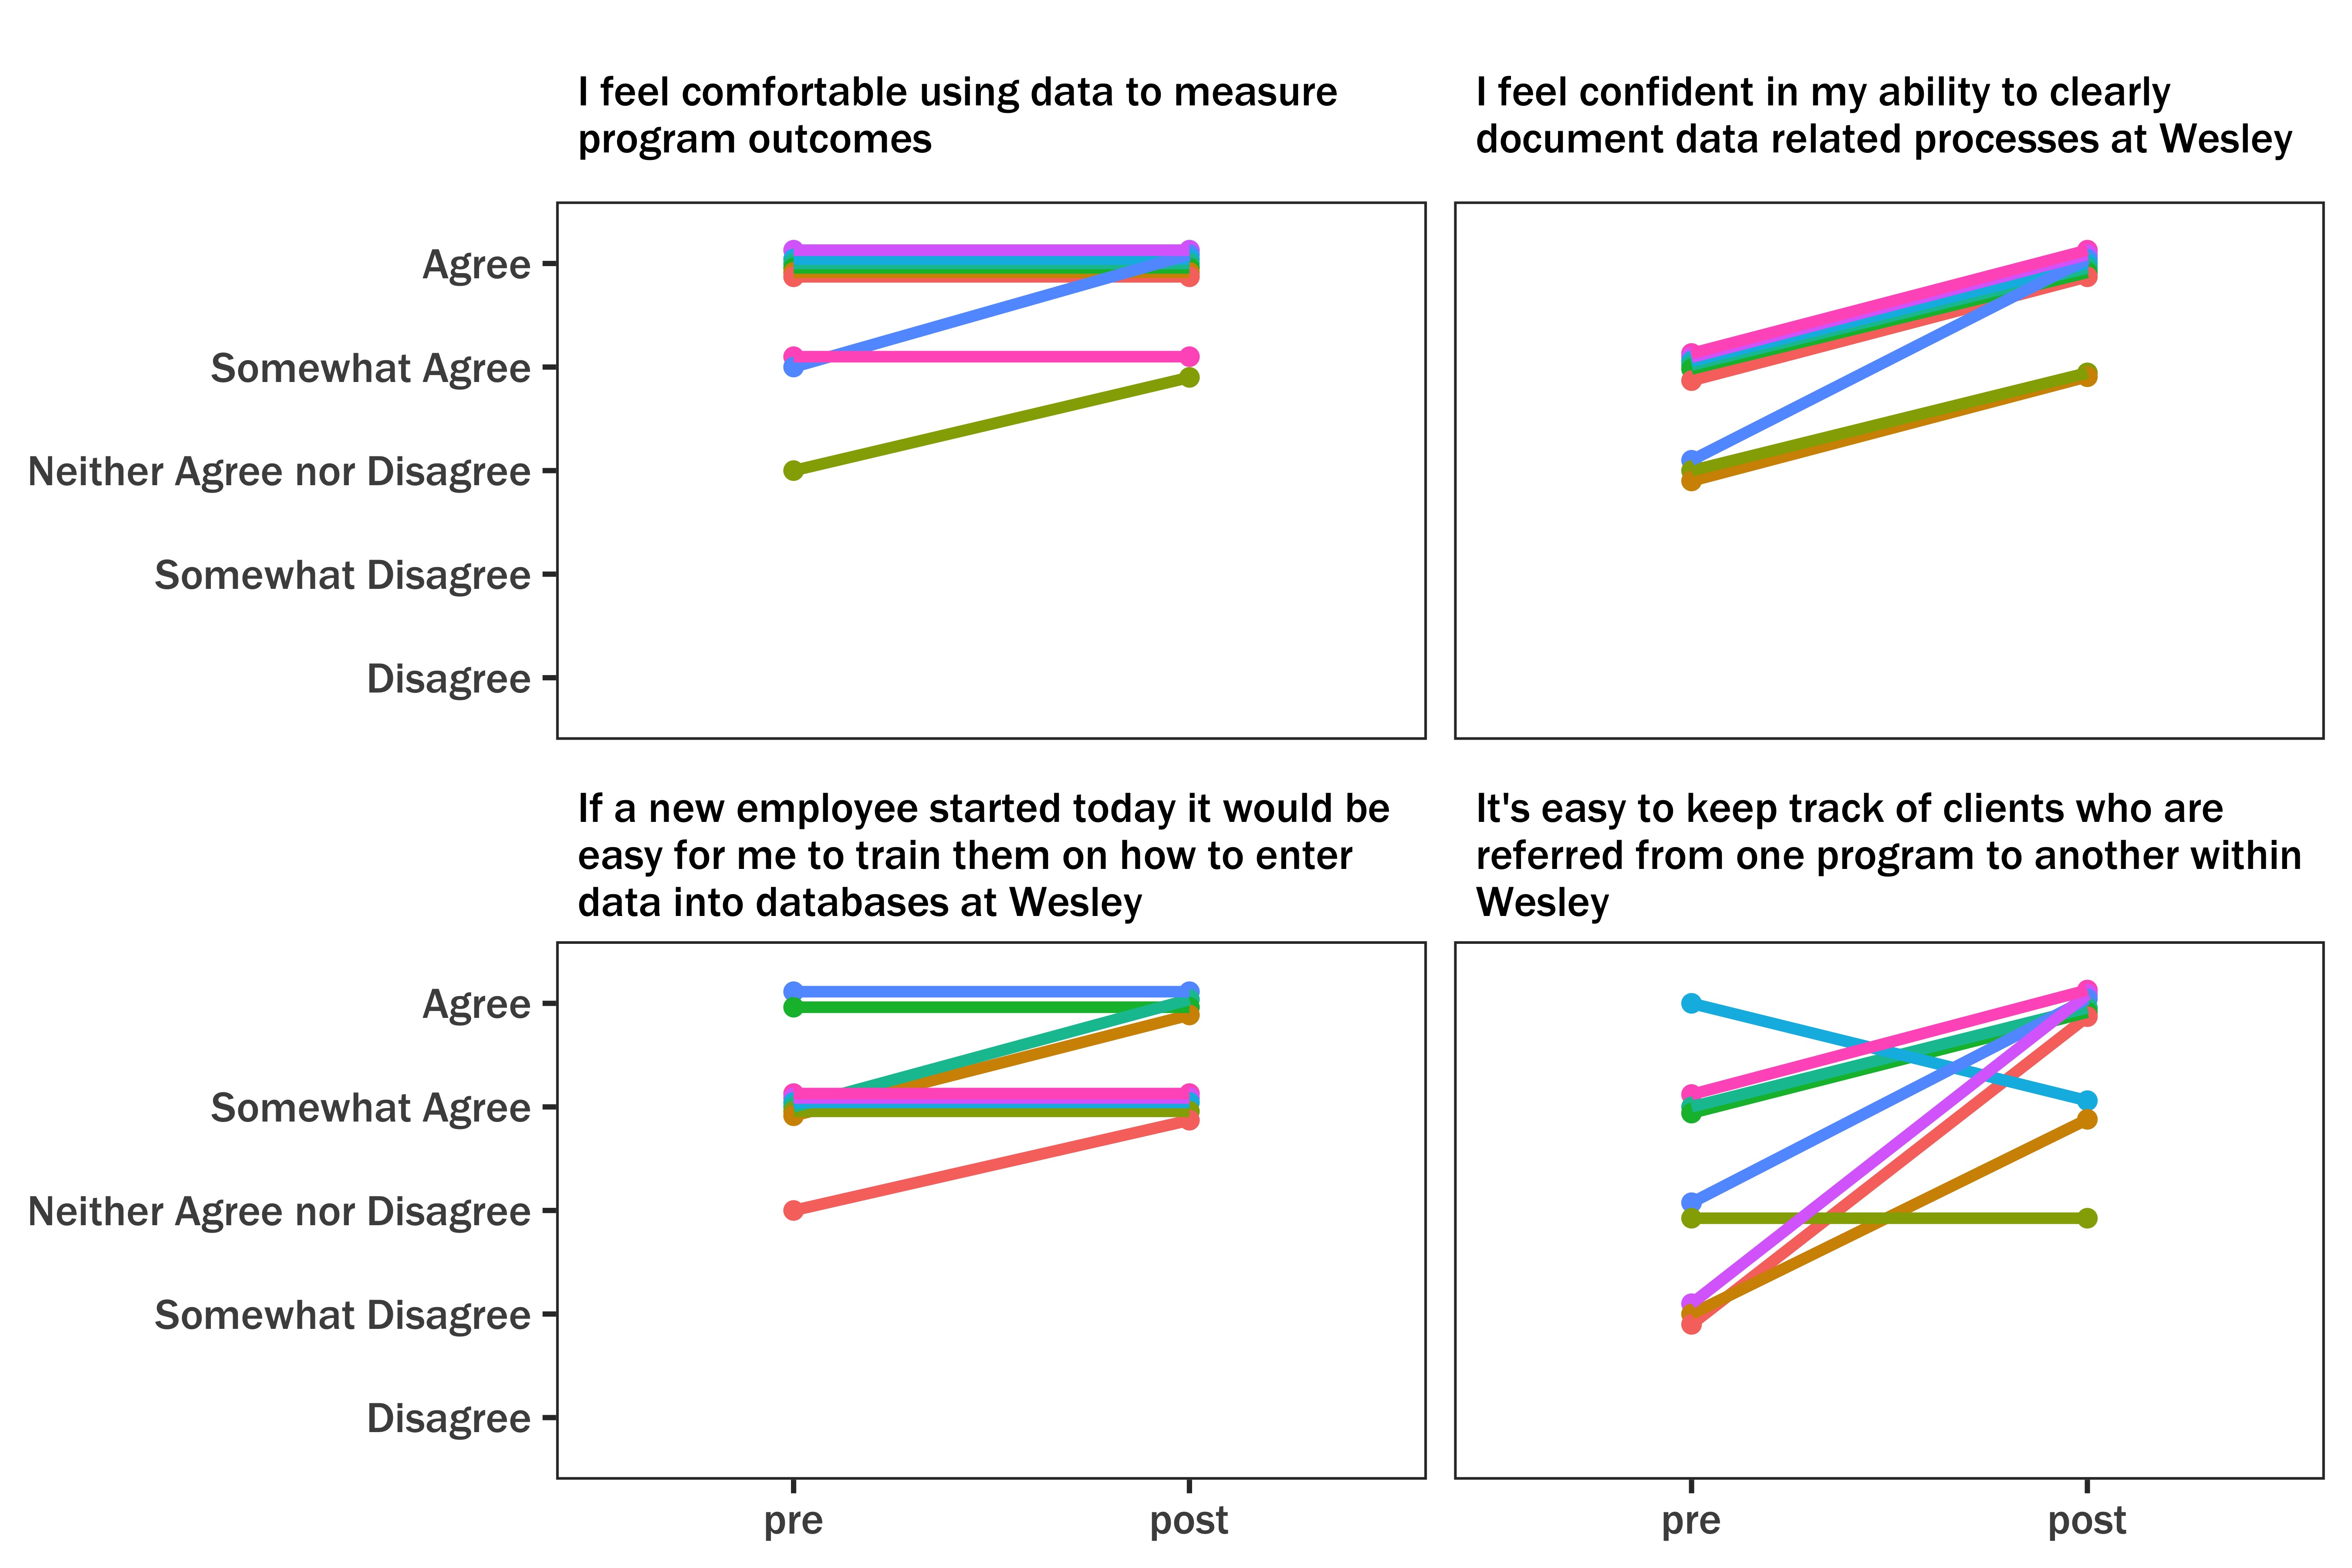 I feel comfortable using data to measure
program outcomes
I feel confident in my ability to clearly
document data related processes at Wesley
Agree
Somewhat Agree
Neither Agree nor Disagree
Somewhat Disagree
Disagree
If a new employee started today it would be
easy for me to train them on how to enter
data into databases at Wesley
It's easy to keep track of clients who are
referred from one program to another within
Wesley
Agree
Somewhat Agree
Neither Agree nor Disagree
Somewhat Disagree
Disagree
pre
post
pre
post